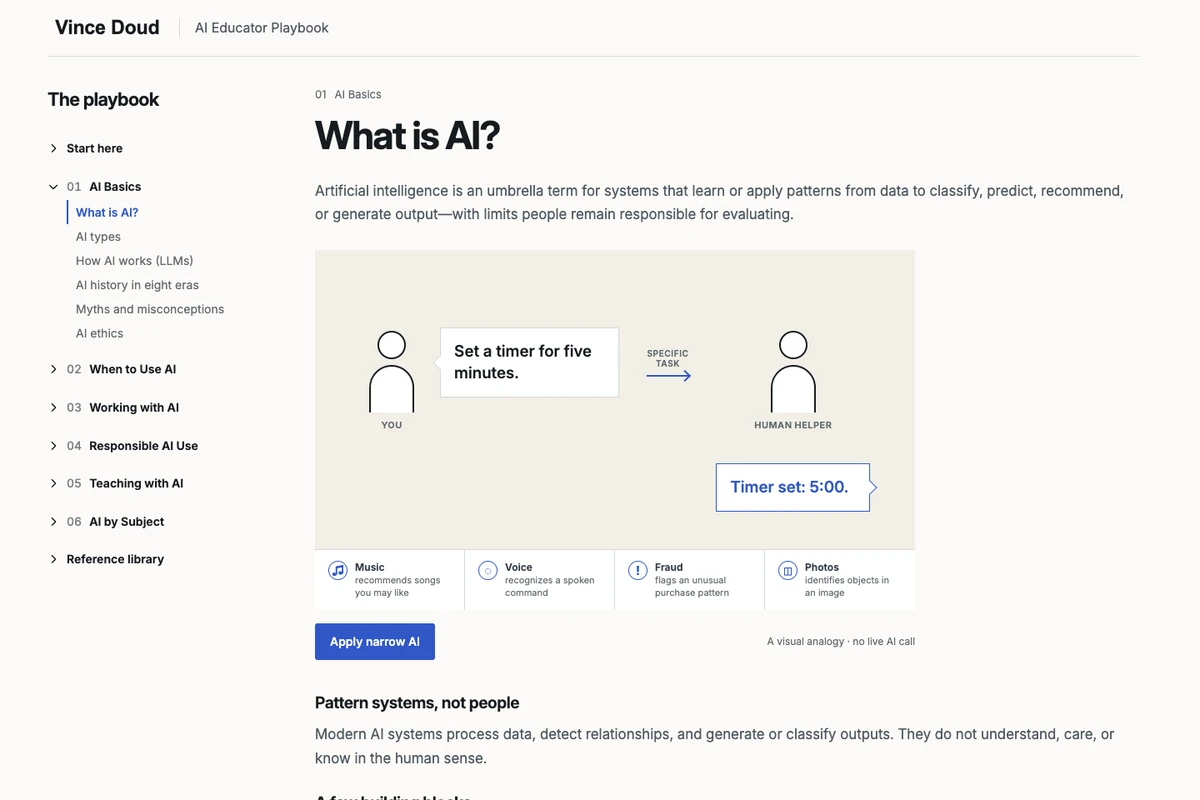 Vince Doud
AI Educator Playbook
The playbook
Start here
01 AI Basics
What is AI?
AI types
How AI works (LLMs)
AI history in eight eras
Myths and misconceptions
AI ethics
02 When to Use AI
03 Working with AI
04 Responsible AI Use
05 Teaching with AI
06 AI by Subject
Reference library
01 AI Basics
What is AI?
Artificial intelligence is an umbrella term for systems that learn or apply patterns from data to classify, predict, recommend,
or generate output—with limits people remain responsible for evaluating.
Set a timer for five
minutes.
SPECIFIC
TASK
YOU
HUMAN HELPER
Timer set: 5:00.
Music
recommends songs
you may like
Voice
recognizes a spoken
command
Fraud
flags an unusual
purchase pattern
Photos
identifies objects in
an image
Apply narrow AI
A visual analogy · no live AI call
Pattern systems, not people
Modern AI systems process data, detect relationships, and generate or classify outputs. They do not understand, care, or
know in the human sense.
A few building blocks